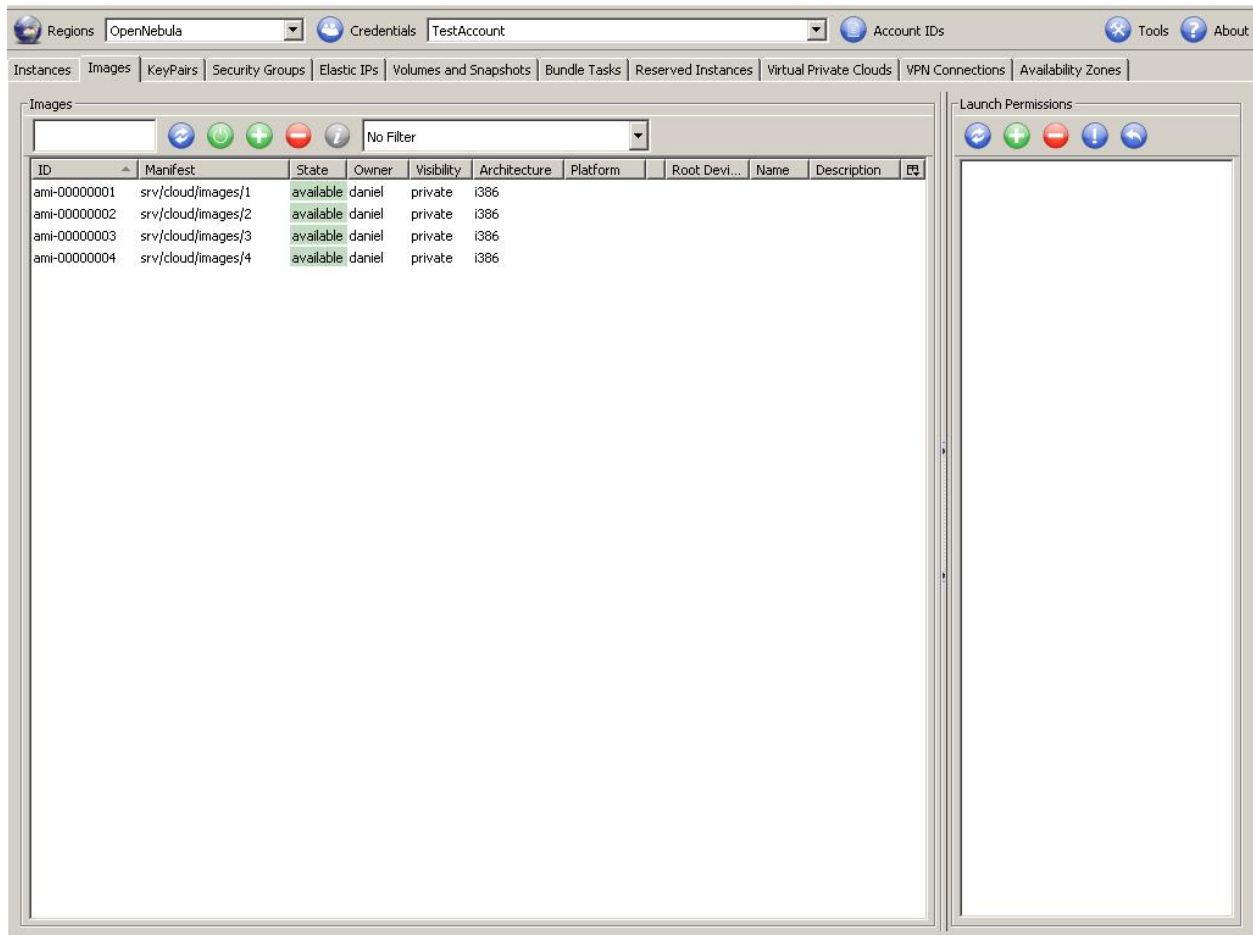 Regions OpenNebula Credentials TestAccount Account IDs Tools About
Instances Images KeyPairs Security Groups Elastic IPs Volumes and Snapshots Bundle Tasks Reserved Instances Virtual Private Clouds VPN Connections Availability Zones
Images Launch Permissions
No Filter
ID Manifest State Owner Visibility Architecture Platform Root Devi... Name Description
ami-00000001 srv/cloud/images/1 available daniel private i386
ami-00000002 srv/cloud/images/2 available daniel private i386
ami-00000003 srv/cloud/images/3 available daniel private i386
ami-00000004 srv/cloud/images/4 available daniel private i386